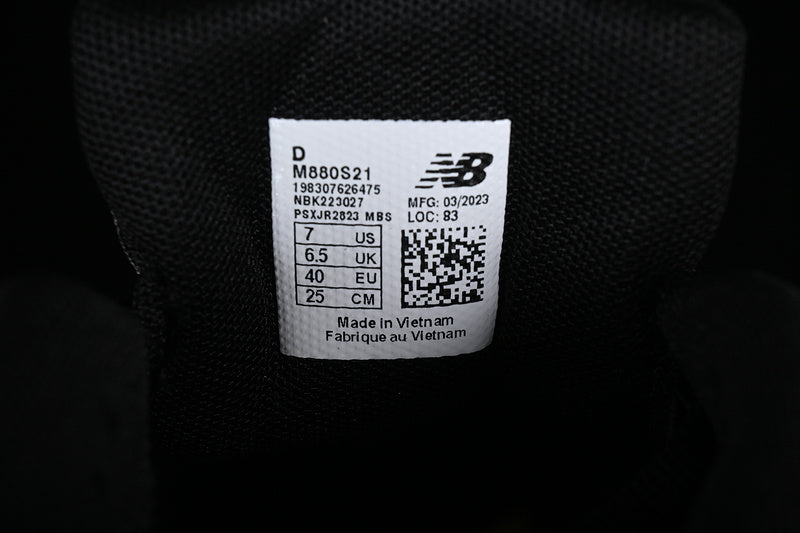 D
M880S21
198307626475
NBK223027
PSXJR2823 MBS
NB
MFG: 03/2023
LOC: 83
7 US
6.5 UK
40 EU
25 CM
Made in Vietnam
Fabrique au Vietnam